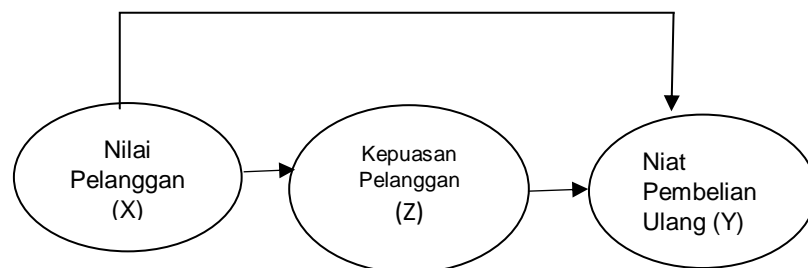 Nilai
Pelanggan
(X)
Kepuasan
Pelanggan
(Z)
Niat
Pembelian
Ulang (Y)